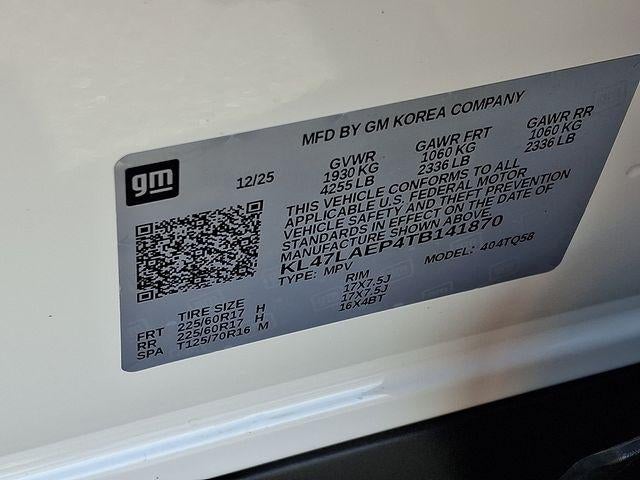 MFD BY GM KOREA COMPANY
gm
12/25
GVWR GAWR FRT GAWR RR
1930 KG 1060 KG 1060 KG
4255 LB 2336 LB 2336 LB
THIS VEHICLE CONFORMS TO ALL
APPLICABLE U.S. FEDERAL MOTOR
VEHICLE SAFETY AND THEFT PREVENTION
STANDARDS IN EFFECT ON THE DATE OF
MANUFACTURE SHOWN ABOVE.
KL47LAEP4TB141870
TYPE: MPV MODEL: 404TQ58
TIRE SIZE RIM
FRT 225/60R17 H 17X7.5J
RR 225/60R17 H 17X7.5J
SPA T125/70R16 M 16X4BT